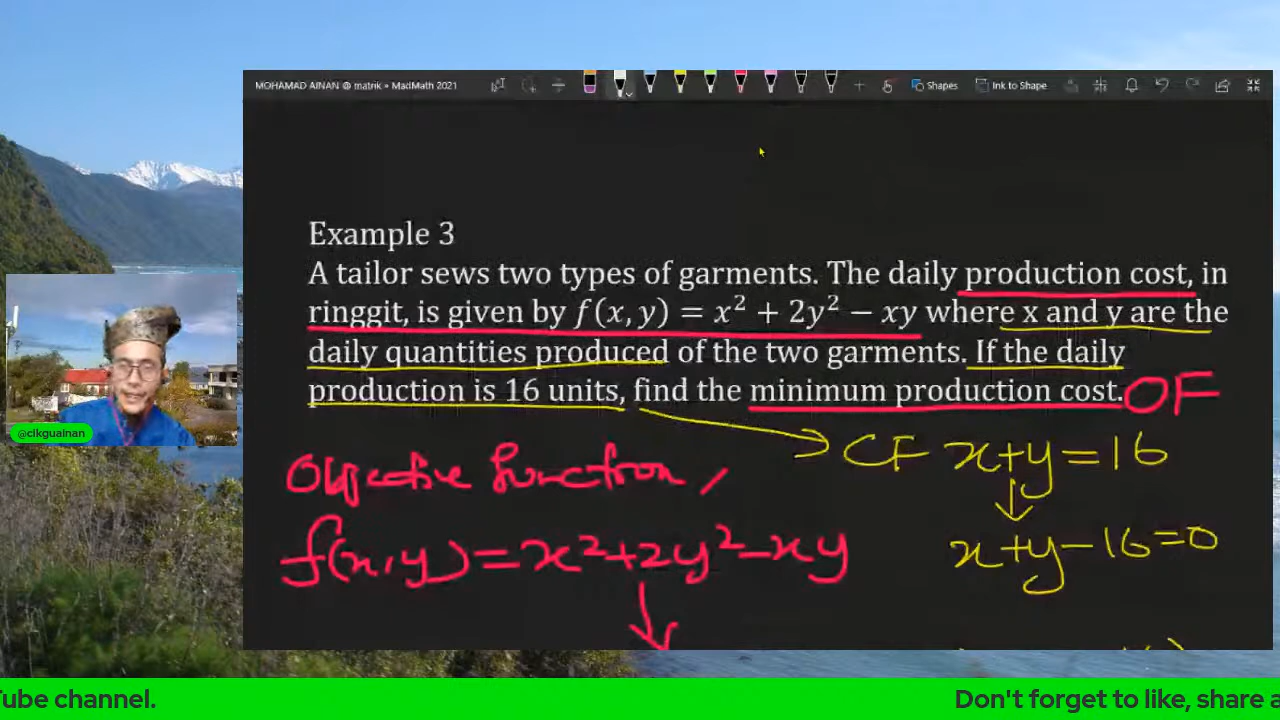 MOHAMAD AINAN @ matrik • MadMath 2021
Shapes
Ink to Shape
Example 3
A tailor sews two types of garments. The daily production cost, in
ringgit, is given by f(x, y) = x² + 2y² − xy where x and y are the
daily quantities produced of the two garments. If the daily
production is 16 units, find the minimum production cost. OF
@cikguainan
CF x+y=16
Objective function,
f(x,y)=x²+2y²-xy
x+y-16=0
Tube channel.
Don't forget to like, share a